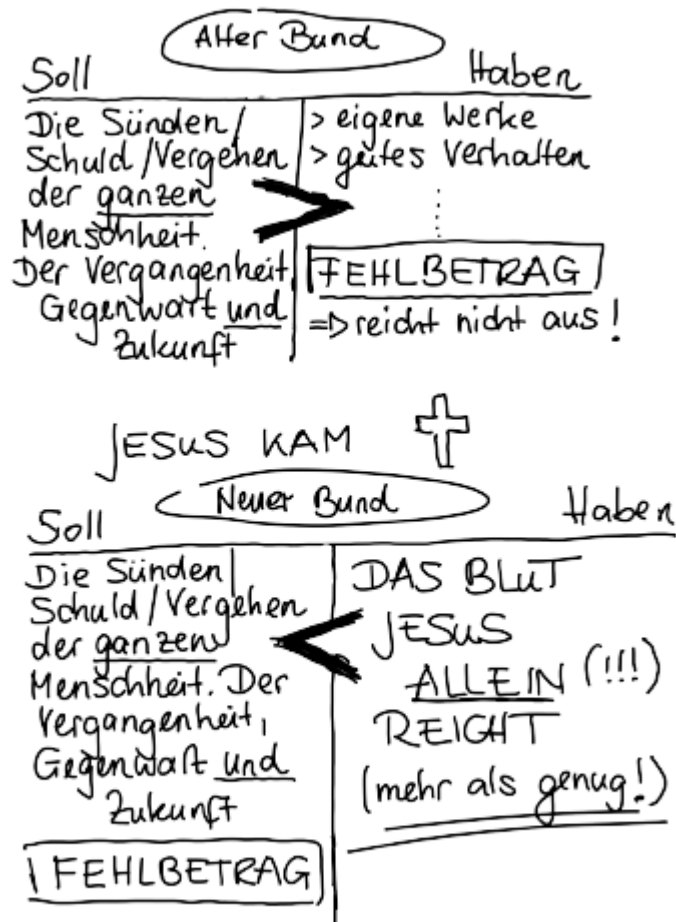 Alter Bund
Soll
Haben
Die Sünden/
Schuld/Vergehen
der ganzen
Menschheit.
Der Vergangenheit,
Gegenwart und
Zukunft
> eigene Werke
> gutes Verhalten
>
FEHLBETRAG
=> reicht nicht aus!
JESUS KAM
Neuer Bund
Soll
Haben
Die Sünden/
Schuld/Vergehen
der ganzen
Menschheit. Der
Vergangenheit,
Gegenwart und
Zukunft
FEHLBETRAG
<
DAS BLUT
JESUS
ALLEIN (!!!)
REICHT
(mehr als genug!)